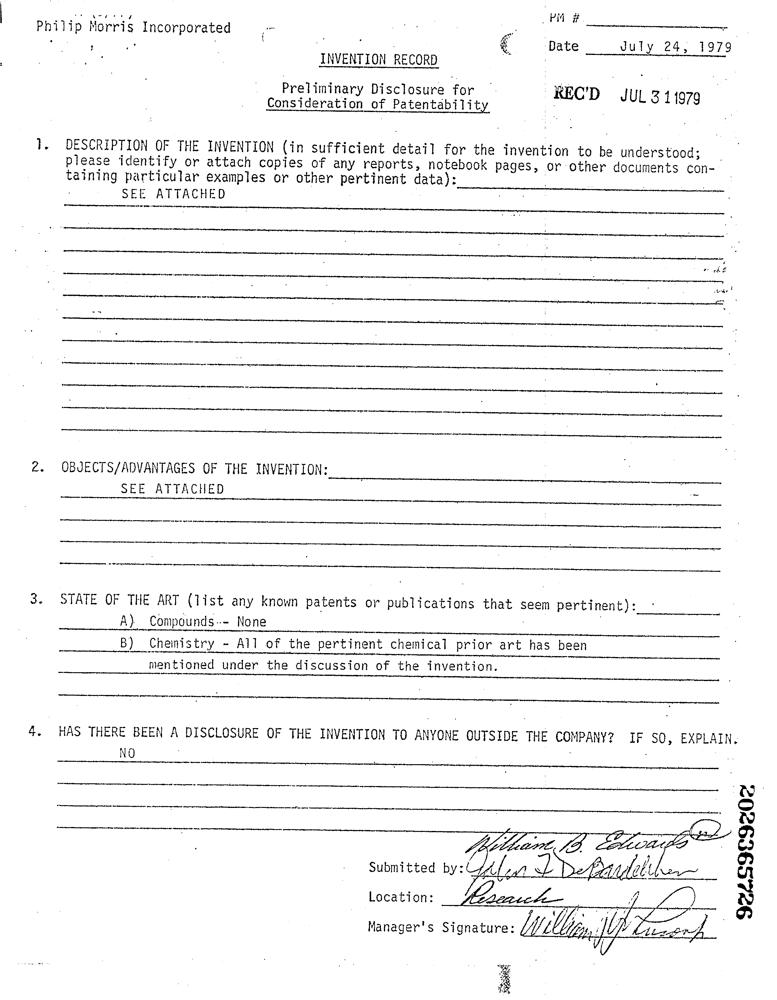 Philip Morris Incorporated
PM #
Date July 24, 1979
INVENTION RECORD
Preliminary Disclosure for
Consideration of Patentability
REC'D JUL 31 1979
1. DESCRIPTION OF THE INVENTION (in sufficient detail for the invention to be understood;
please identify or attach copies of any reports, notebook pages, or other documents con-
taining particular examples or other pertinent data):
SEE ATTACHED
2. OBJECTS/ADVANTAGES OF THE INVENTION:
SEE ATTACHED
3. STATE OF THE ART (list any known patents or publications that seem pertinent):
A) Compounds - None
B) Chemistry - All of the pertinent chemical prior art has been
mentioned under the discussion of the invention.
4. HAS THERE BEEN A DISCLOSURE OF THE INVENTION TO ANYONE OUTSIDE THE COMPANY? IF SO, EXPLAIN.
NO
William B. Edwards
Submitted by: F DeBardeleben
Location: Research
Manager's Signature: William
2026365726